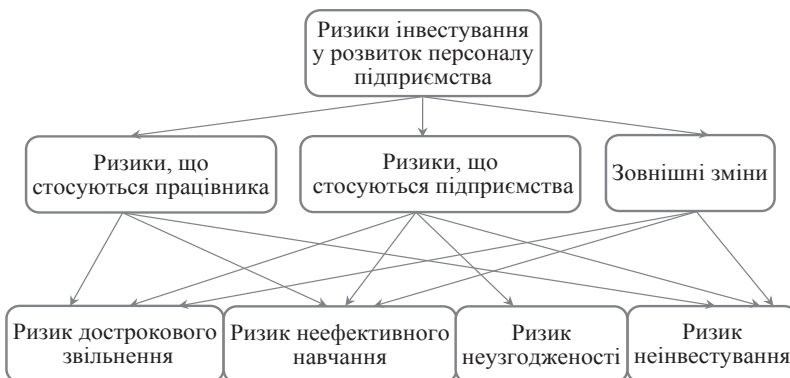 Ризики інвестування
у розвиток персоналу
підприємства
Ризики, що
стосуються працівника
Ризики, що
стосуються підприємства
Зовнішні зміни
Ризик дострокового
звільнення
Ризик неефективного
навчання
Ризик
неузгодженості
Ризик
неінвестування